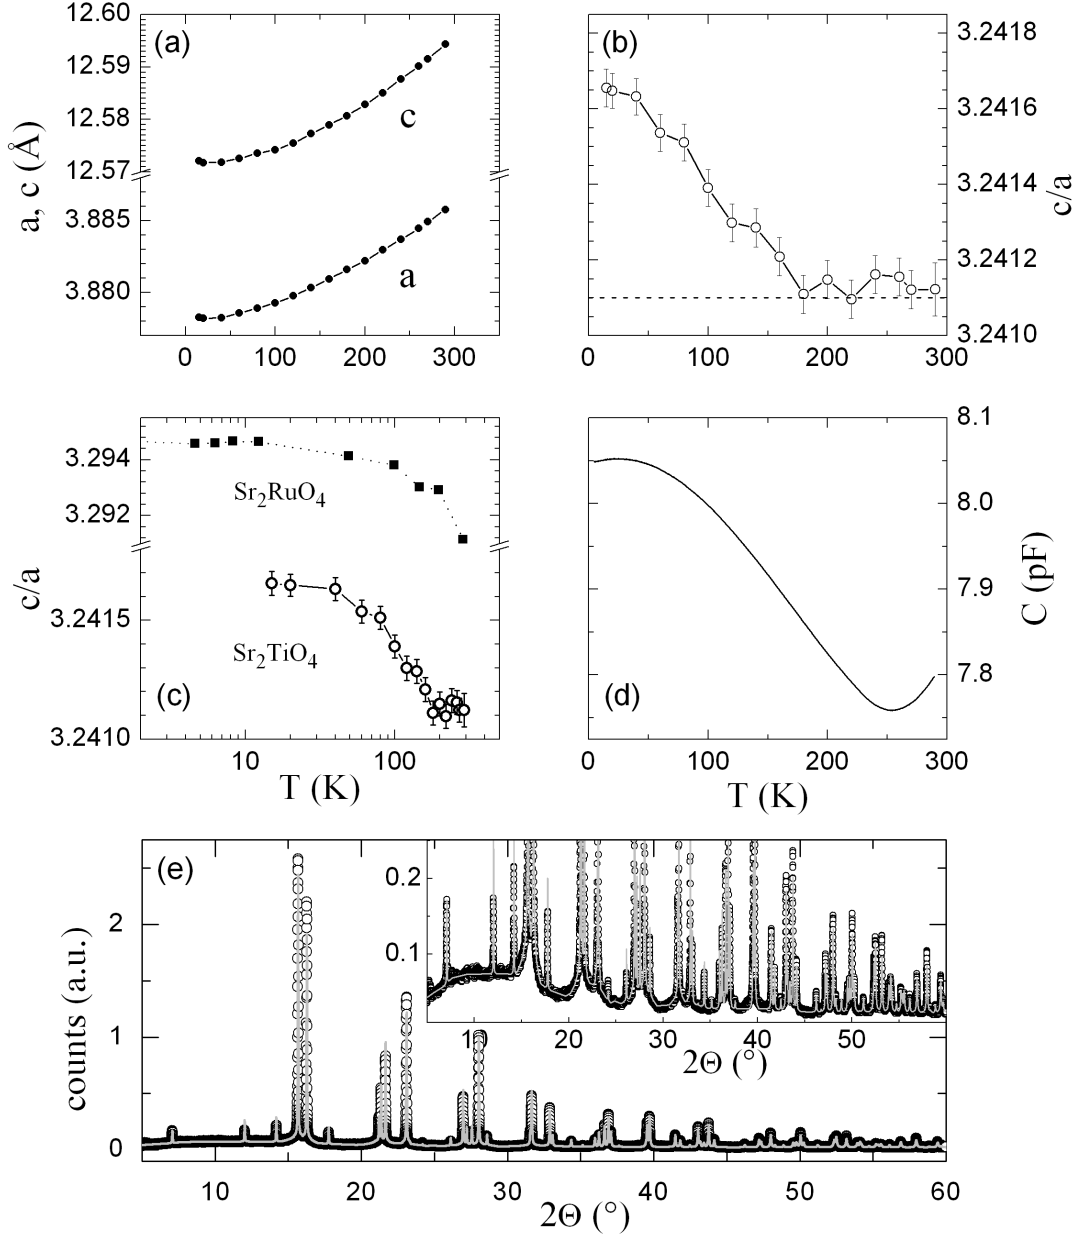 (a)
12.60
12.59
12.58
12.57
3.885
3.880
a, c (Å)
c
a
0
100
200
300
(b)
3.2418
3.2416
3.2414
3.2412
3.2410
c/a
0
100
200
300
3.294
3.292
3.2415
3.2410
c/a
Sr₂RuO₄
Sr₂TiO₄
(c)
10
100
T (K)
8.1
8.0
7.9
7.8
C (pF)
(d)
0
100
200
300
T (K)
(e)
2
1
0
counts (a.u.)
0.2
0.1
10
20
30
40
50
2Θ (°)
10
20
30
40
50
60
2Θ (°)